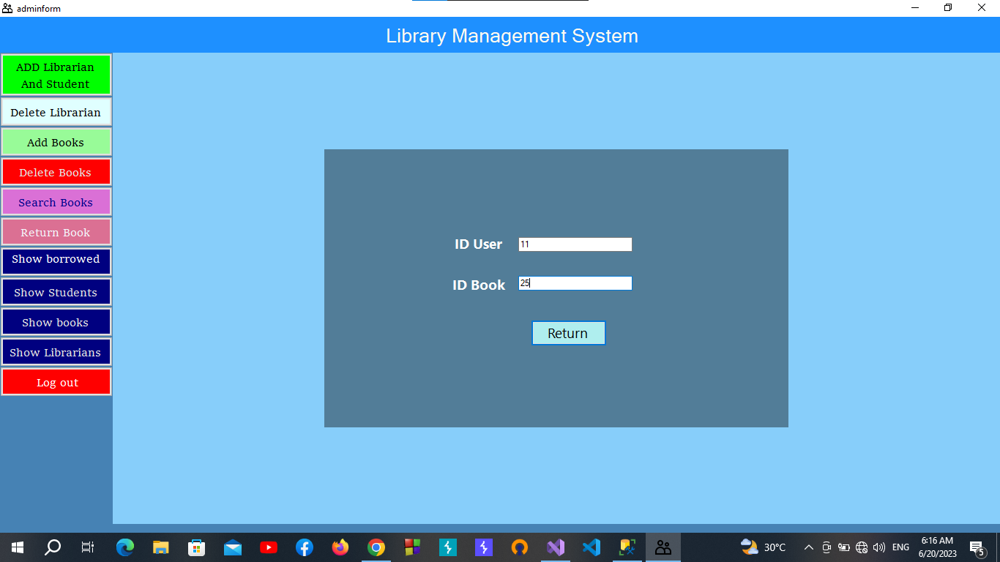 adminform
Library Management System
ADD Librarian
And Student
Delete Librarian
Add Books
Delete Books
Search Books
Return Book
Show borrowed
Show Students
Show books
Show Librarians
Log out
ID User
11
ID Book
25
Return
30°C
ENG
6:16 AM
6/20/2023
5